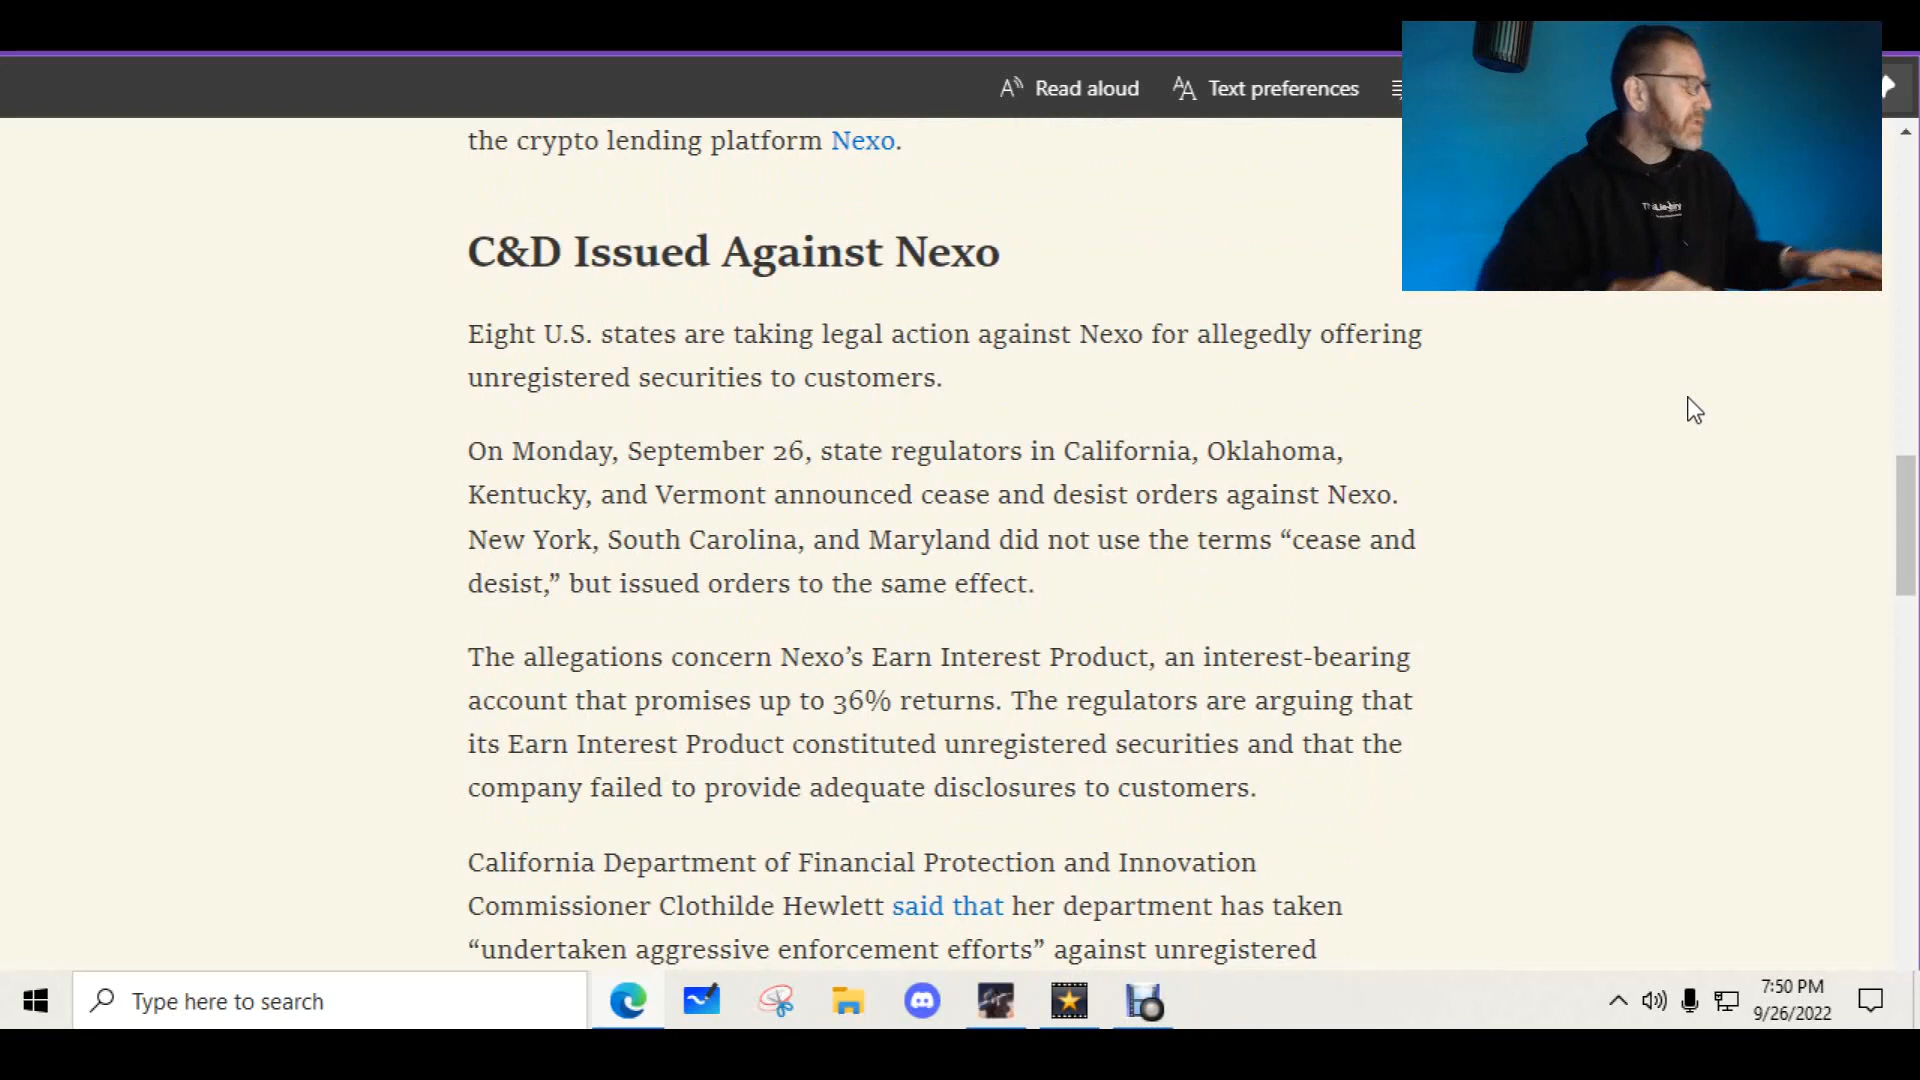 Read aloud
Text preferences
the crypto lending platform Nexo.
C&D Issued Against Nexo
Eight U.S. states are taking legal action against Nexo for allegedly offering
unregistered securities to customers.
On Monday, September 26, state regulators in California, Oklahoma,
Kentucky, and Vermont announced cease and desist orders against Nexo.
New York, South Carolina, and Maryland did not use the terms “cease and
desist,” but issued orders to the same effect.
The allegations concern Nexo’s Earn Interest Product, an interest-bearing
account that promises up to 36% returns. The regulators are arguing that
its Earn Interest Product constituted unregistered securities and that the
company failed to provide adequate disclosures to customers.
California Department of Financial Protection and Innovation
Commissioner Clothilde Hewlett said that her department has taken
“undertaken aggressive enforcement efforts” against unregistered
Type here to search
7:50 PM
9/26/2022